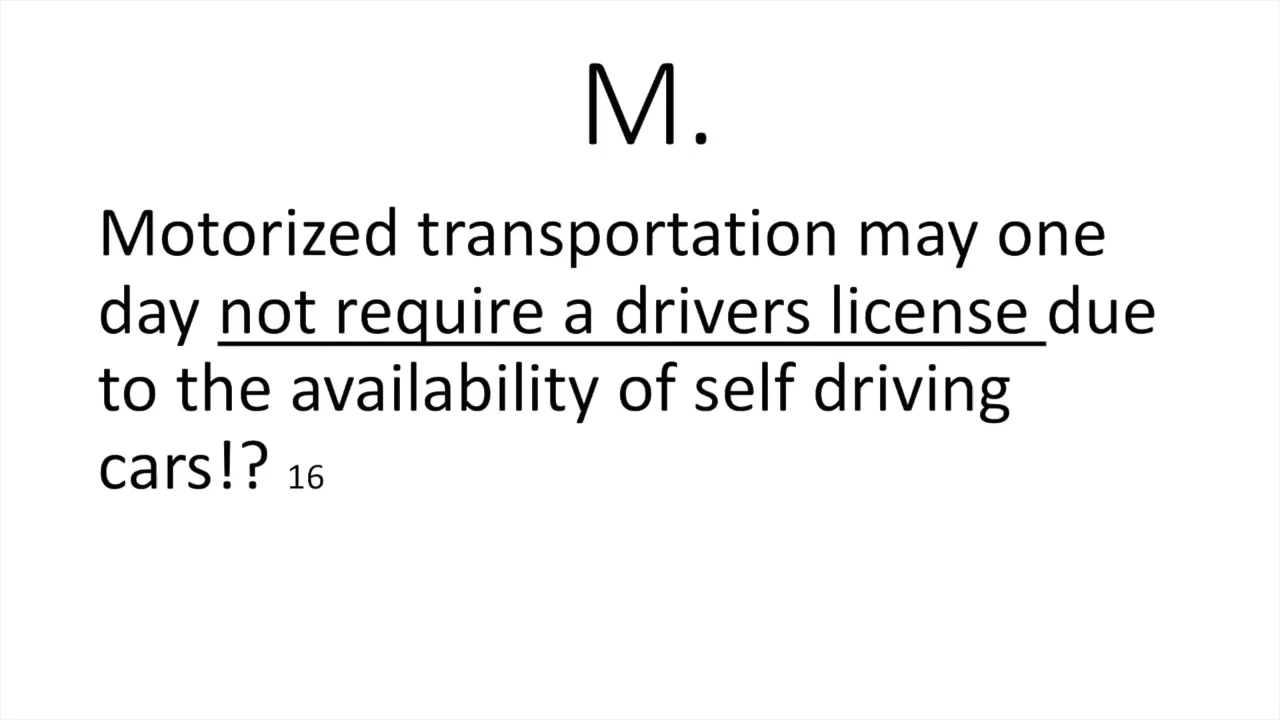 M.
Motorized transportation may one
day not require a drivers license due
to the availability of self driving
cars!? 16